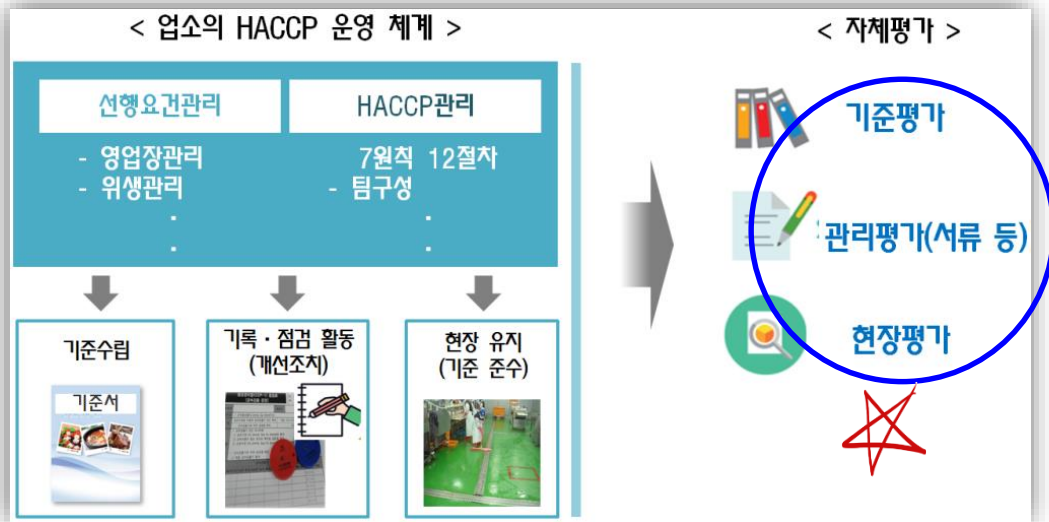 < 업소의 HACCP 운영 체계 >
선행요건관리
- 영업장관리
- 위생관리
.
.
HACCP관리
7원칙 12절차
- 팀구성
.
.
기준수립
기준서
기록·점검 활동
(개선조치)
현장 유지
(기준 준수)
< 자체평가 >
기준평가
관리평가(서류 등)
현장평가